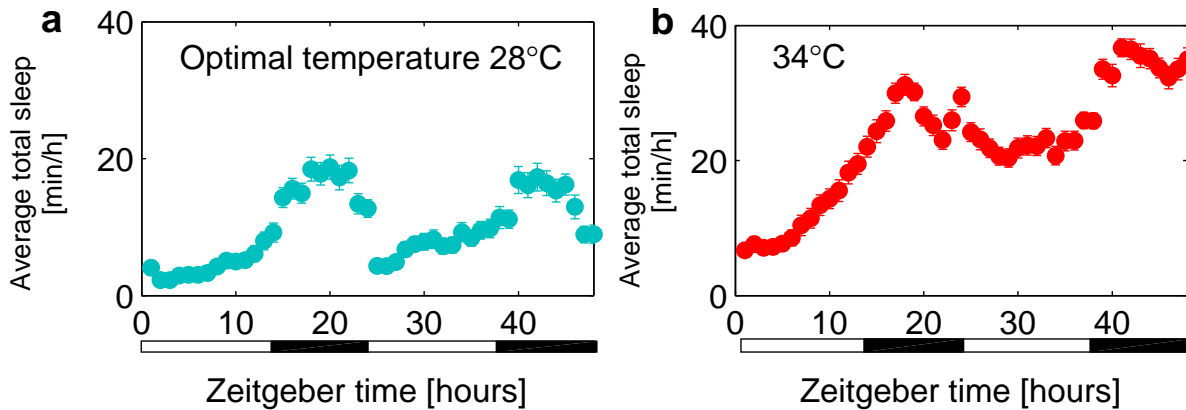 a
40
Optimal temperature 28°C
20
0
0 10 20 30 40
Average total sleep
[min/h]
Zeitgeber time [hours]
b
40
34°C
20
0
0 10 20 30 40
Average total sleep
[min/h]
Zeitgeber time [hours]